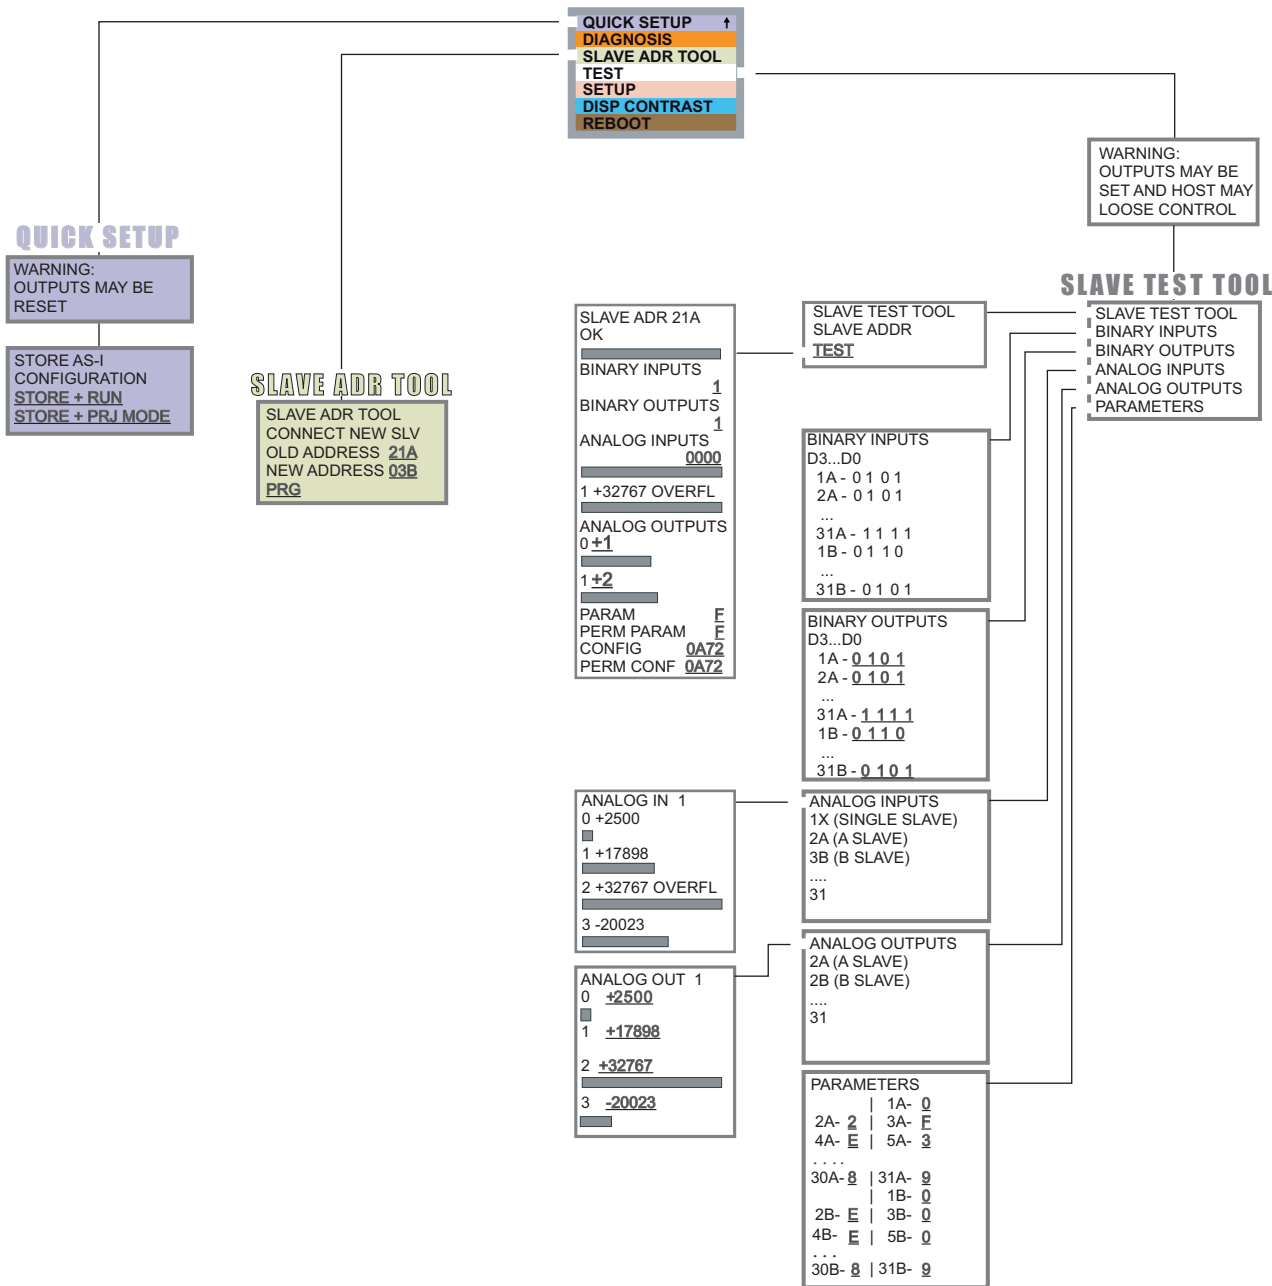 QUICK SETUP ↑
DIAGNOSIS
SLAVE ADR TOOL
TEST
SETUP
DISP CONTRAST
REBOOT
WARNING:
OUTPUTS MAY BE
SET AND HOST MAY
LOOSE CONTROL
QUICK SETUP
WARNING:
OUTPUTS MAY BE
RESET
STORE AS-I
CONFIGURATION
STORE + RUN
STORE + PRJ MODE
SLAVE ADR TOOL
SLAVE ADR TOOL
CONNECT NEW SLV
OLD ADDRESS 21A
NEW ADDRESS 03B
PRG
SLAVE ADR 21A
OK
BINARY INPUTS
1
BINARY OUTPUTS
1
ANALOG INPUTS
0000
1 +32767 OVERFL
ANALOG OUTPUTS
0 +1
1 +2
PARAM F
PERM PARAM F
CONFIG 0A72
PERM CONF 0A72
SLAVE TEST TOOL
SLAVE ADDR
TEST
SLAVE TEST TOOL
SLAVE TEST TOOL
BINARY INPUTS
BINARY OUTPUTS
ANALOG INPUTS
ANALOG OUTPUTS
PARAMETERS
BINARY INPUTS
D3...D0
1A - 0 1 0 1
2A - 0 1 0 1
...
31A - 1 1 1 1
1B - 0 1 1 0
...
31B - 0 1 0 1
BINARY OUTPUTS
D3...D0
1A - 0 1 0 1
2A - 0 1 0 1
...
31A - 1 1 1 1
1B - 0 1 1 0
...
31B - 0 1 0 1
ANALOG IN 1
0 +2500
1 +17898
2 +32767 OVERFL
3 -20023
ANALOG INPUTS
1X (SINGLE SLAVE)
2A (A SLAVE)
3B (B SLAVE)
....
31
ANALOG OUT 1
0 +2500
1 +17898
2 +32767
3 -20023
ANALOG OUTPUTS
2A (A SLAVE)
2B (B SLAVE)
....
31
PARAMETERS
| 1A- 0
2A- 2 | 3A- F
4A- E | 5A- 3
. . . .
30A- 8 | 31A- 9
| 1B- 0
2B- E | 3B- 0
4B- E | 5B- 0
. . .
30B- 8 | 31B- 9